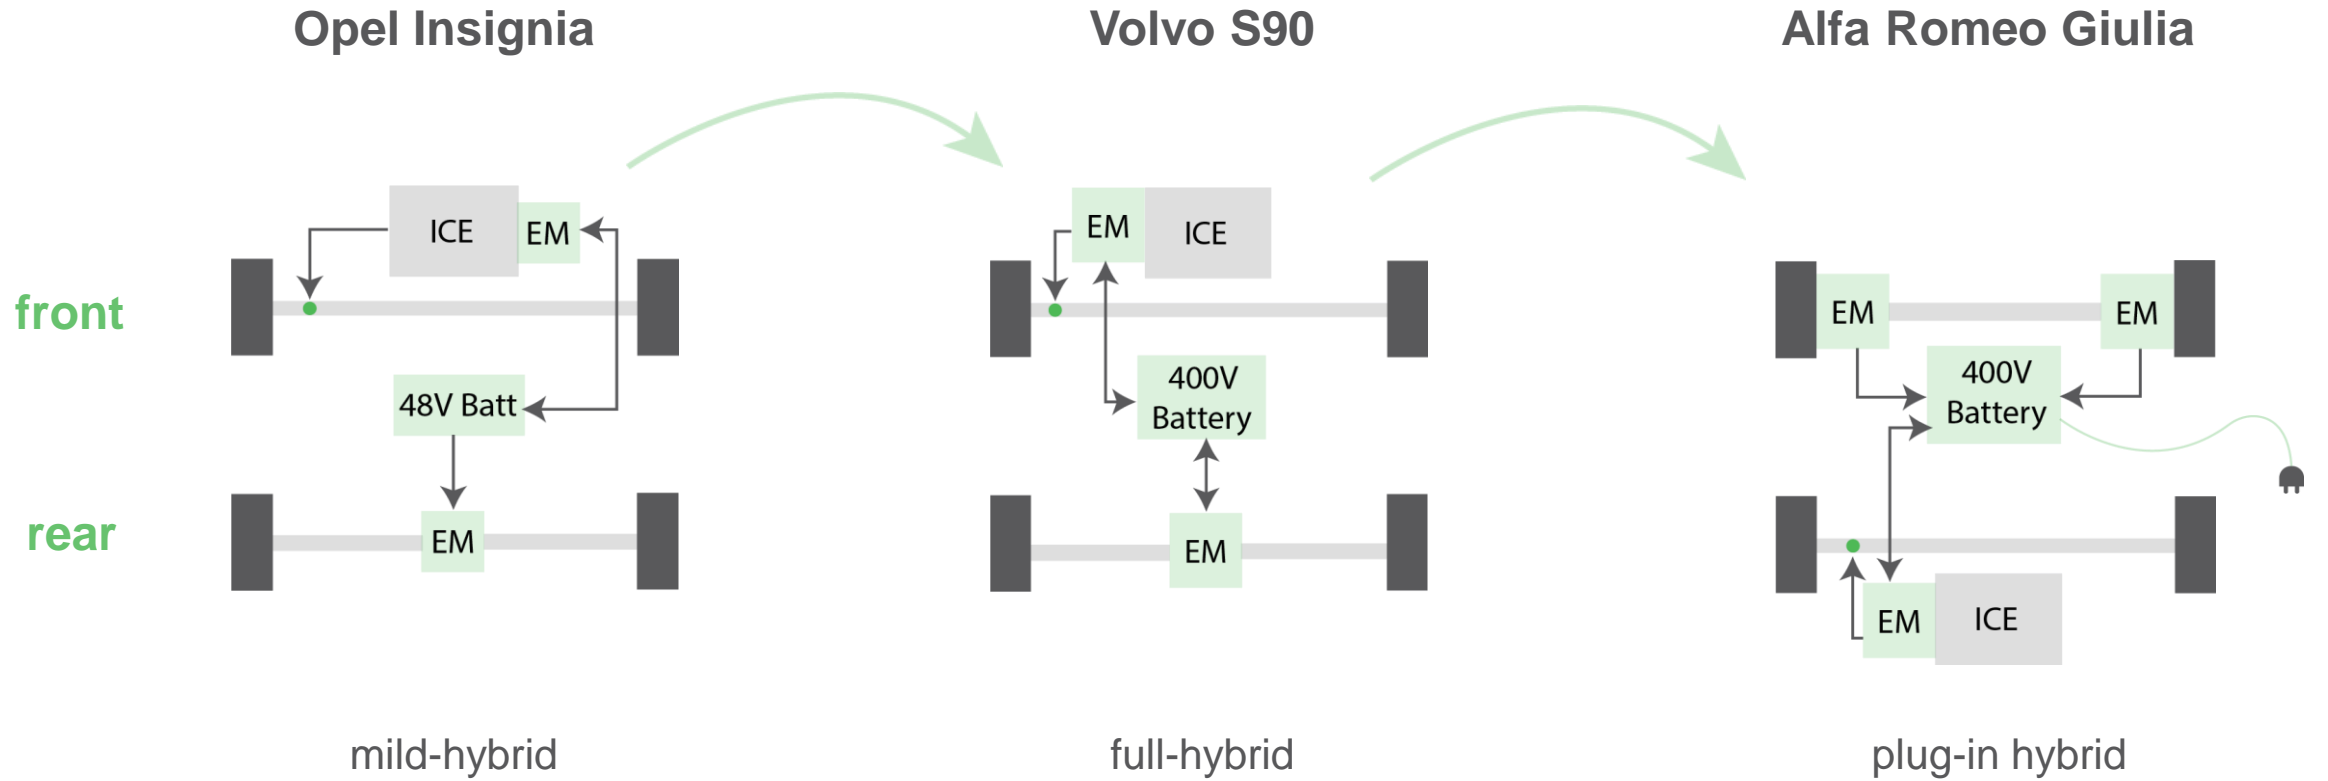 Opel Insignia
Volvo S90
Alfa Romeo Giulia
front
rear
ICE
EM
48V Batt
EM
EM
ICE
400V
Battery
EM
EM
EM
400V
Battery
EM
ICE
mild-hybrid
full-hybrid
plug-in hybrid